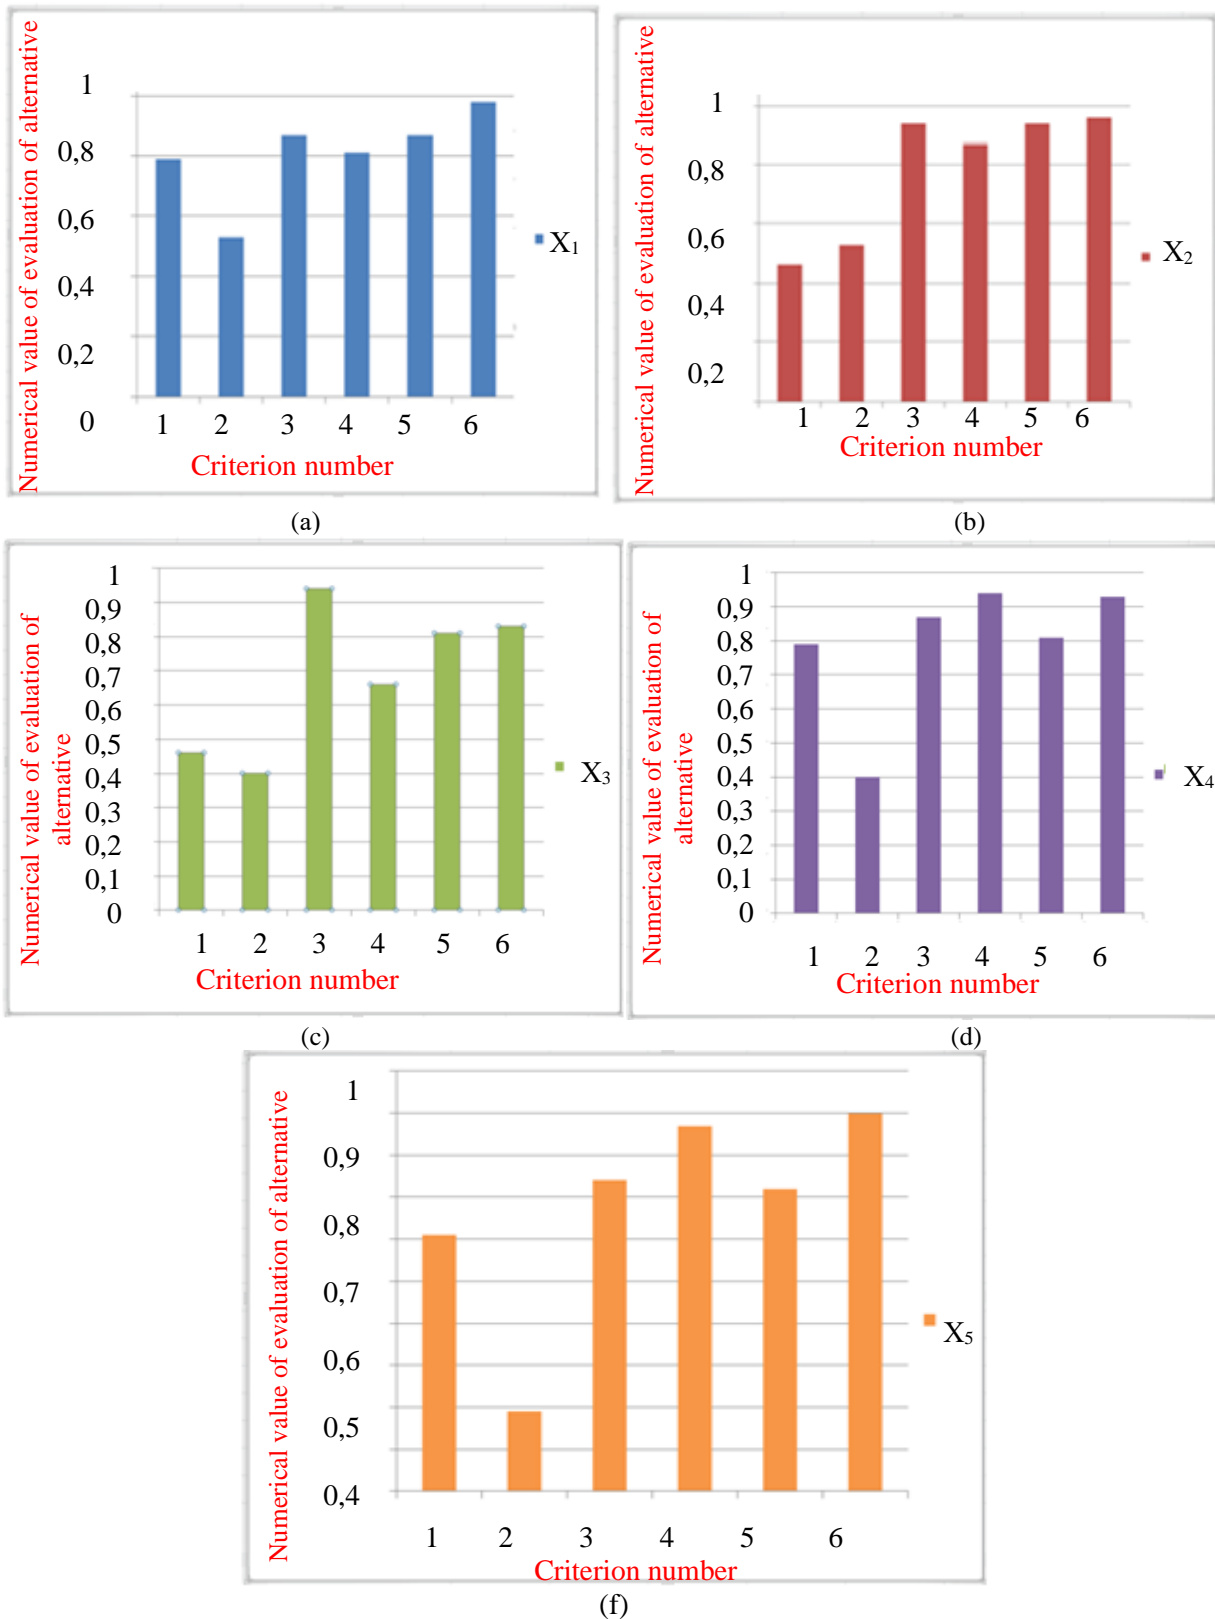 Numerical value of evaluation of alternative
1
0,8
0,6
0,4
0,2
0
1 2 3 4 5 6
Criterion number
X1
(a)
Numerical value of evaluation of alternative
1
0,8
0,6
0,4
0,2
1 2 3 4 5 6
Criterion number
X2
(b)
Numerical value of evaluation of
alternative
1
0,9
0,8
0,7
0,6
0,5
0,4
0,3
0,2
0,1
0
1 2 3 4 5 6
Criterion number
X3
(c)
Numerical value of evaluation of
alternative
1
0,9
0,8
0,7
0,6
0,5
0,4
0,3
0,2
0,1
0
1 2 3 4 5 6
Criterion number
X4
(d)
Numerical value of evaluation of alternative
1
0,9
0,8
0,7
0,6
0,5
0,4
1 2 3 4 5 6
Criterion number
X5
(f)